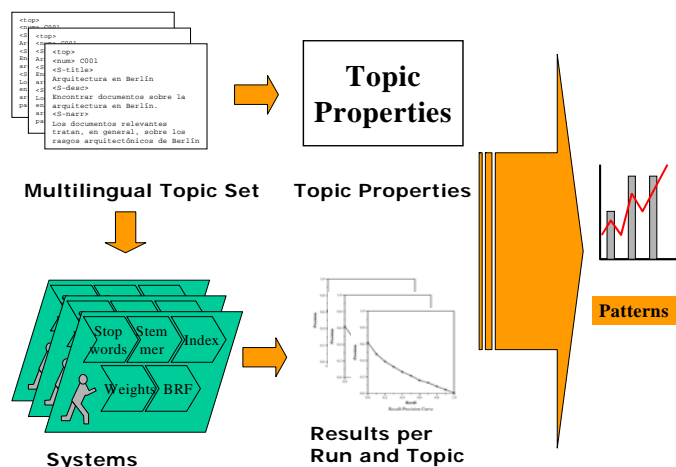 <top>
<num> C001
<S-title>
Arquitectura en Berlín
<S-desc>
Encontrar documentos sobre la
arquitectura en Berlín.
<S-narr>
Los documentos relevantes
tratan, en general, sobre los
rasgos arquitectónicos de Berlín
Topic
Properties
Multilingual Topic Set
Topic Properties
Stop
words
Stem
mer
Index
Weights
BRF
Systems
Results per
Run and Topic
Patterns